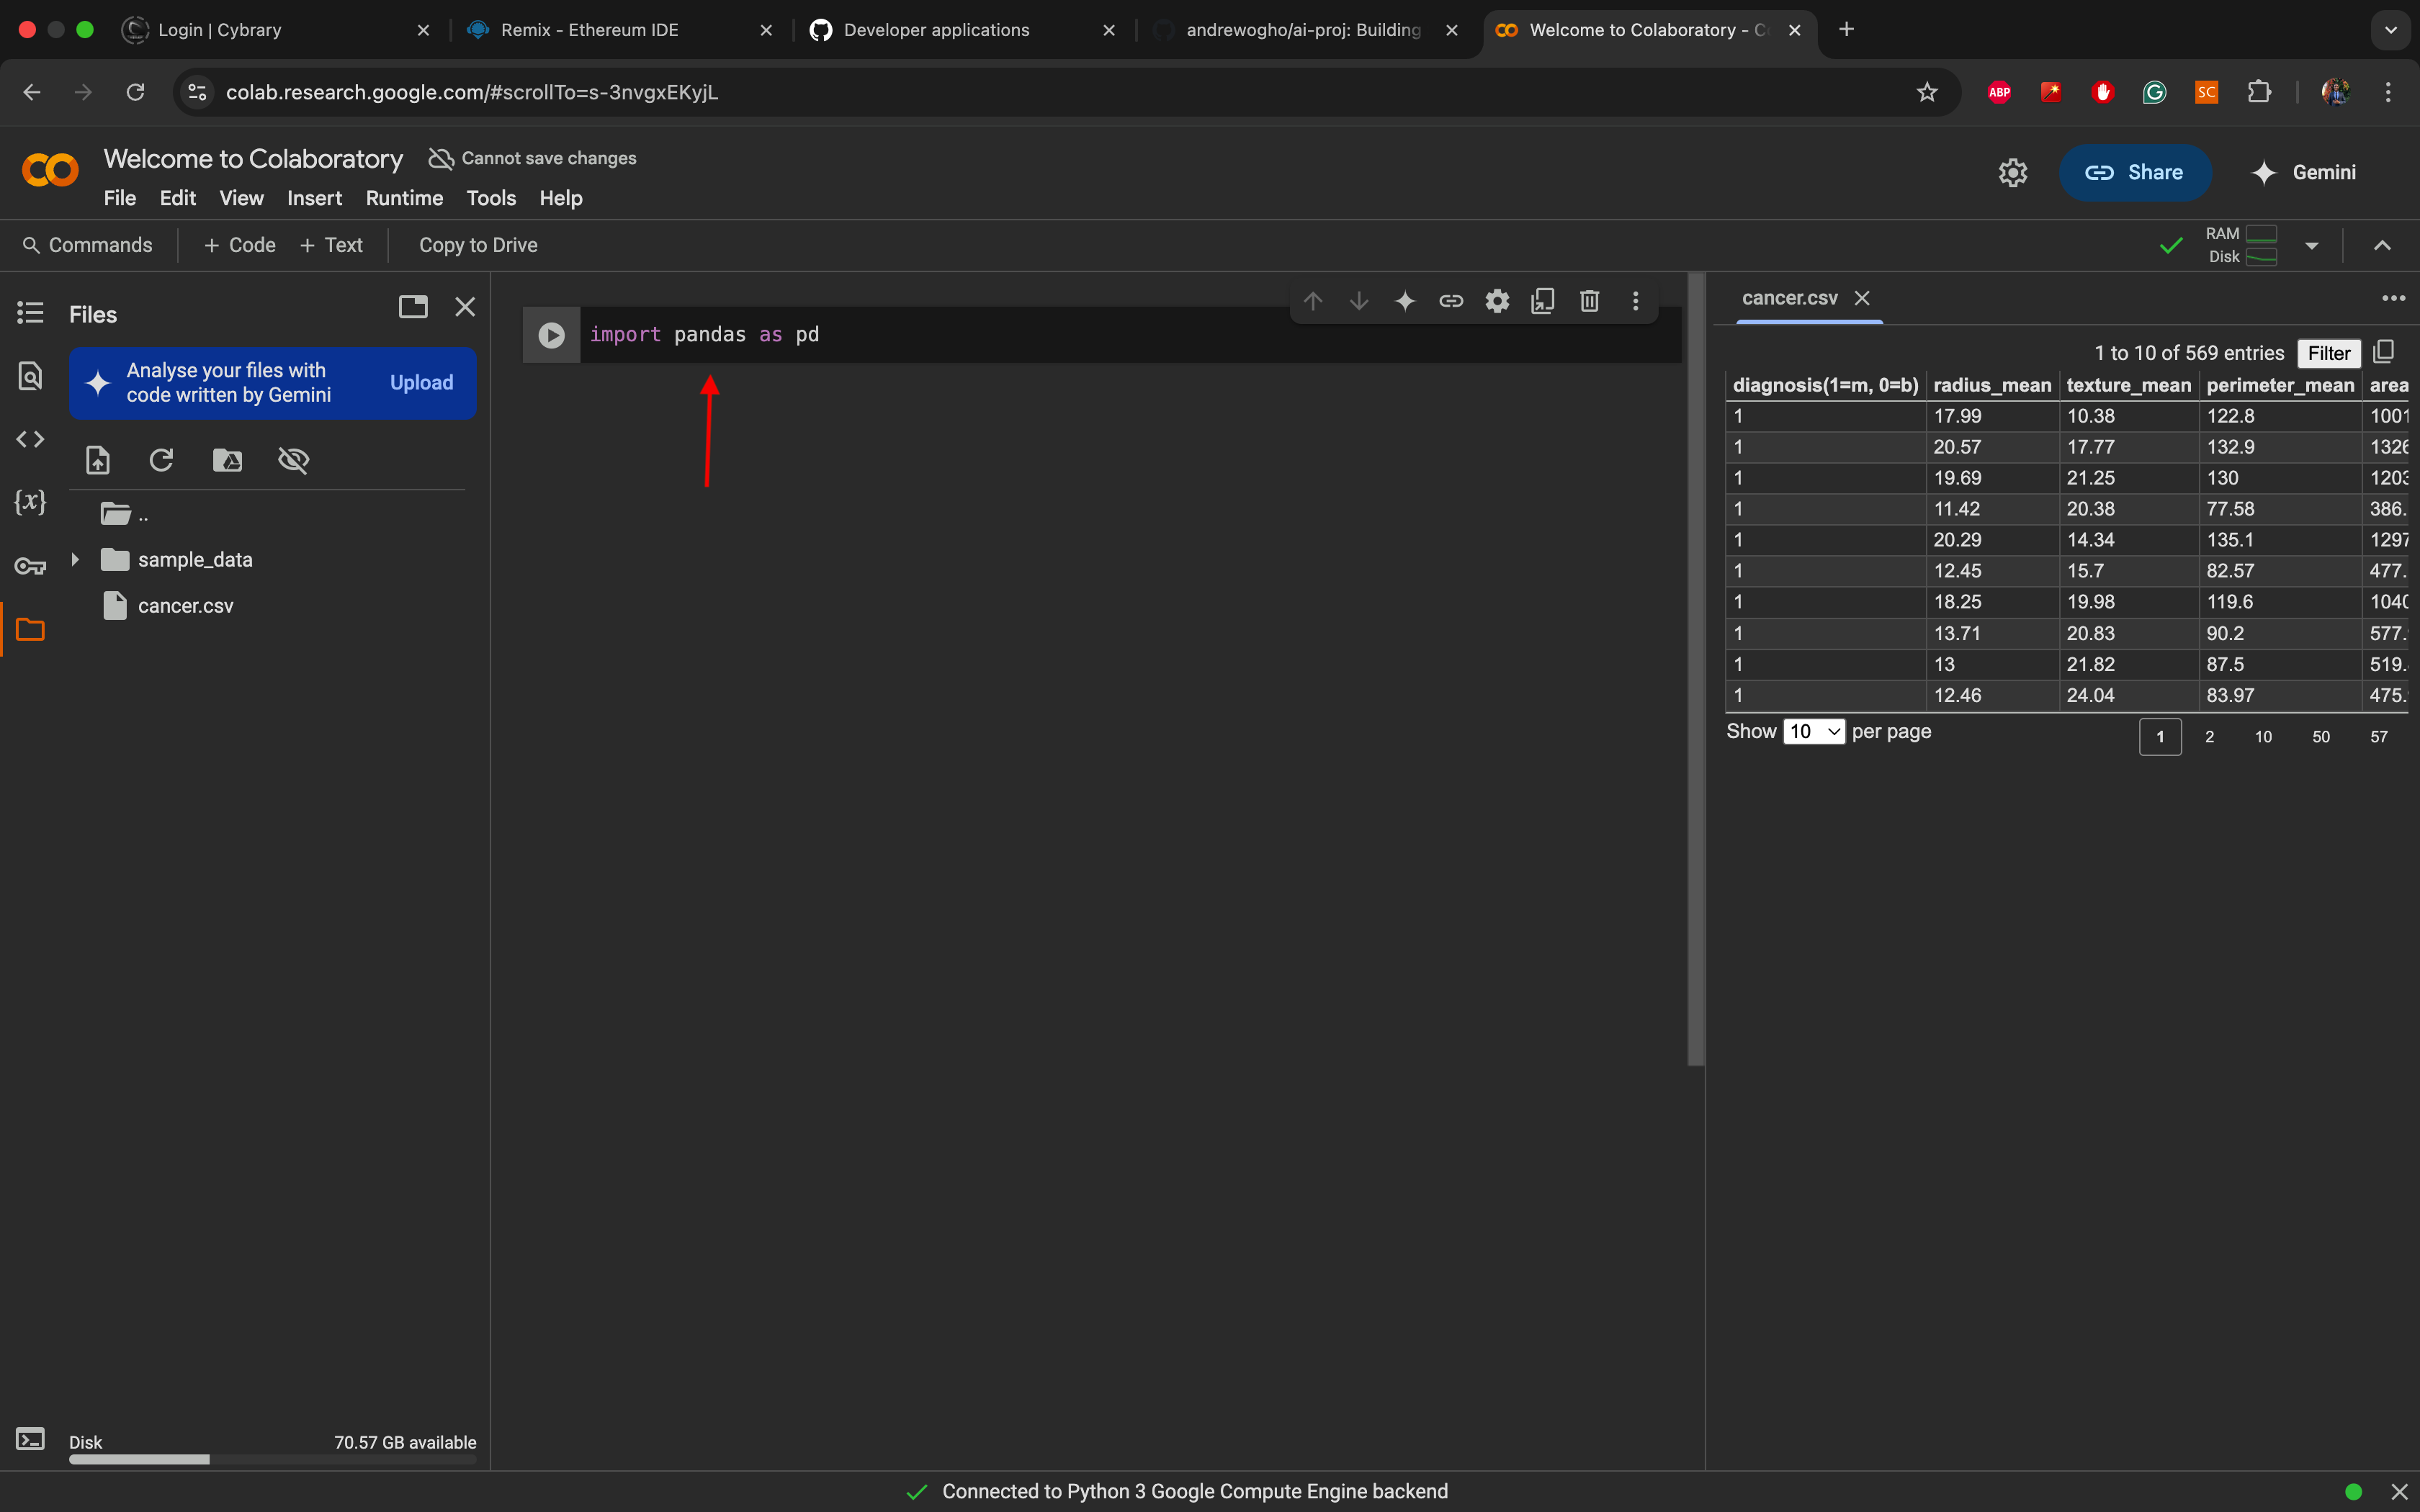 Login | Cybrary
Remix - Ethereum IDE
Developer applications
andrewogho/ai-proj: Building
Welcome to Colaboratory - Co
colab.research.google.com/#scrollTo=s-3nvgxEKyjL
ABP
SC
Welcome to Colaboratory
Cannot save changes
File Edit View Insert Runtime Tools Help
Share
Gemini
Commands
+ Code + Text
Copy to Drive
RAM
Disk
Files
Analyse your files with
code written by Gemini
Upload
{x}
..
sample_data
cancer.csv
Disk
70.57 GB available
import pandas as pd
cancer.csv
1 to 10 of 569 entries Filter
diagnosis(1=m, 0=b) radius_mean texture_mean perimeter_mean area
1 17.99 10.38 122.8 1001
1 20.57 17.77 132.9 1326
1 19.69 21.25 130 1203
1 11.42 20.38 77.58 386.
1 20.29 14.34 135.1 1297
1 12.45 15.7 82.57 477.
1 18.25 19.98 119.6 1040
1 13.71 20.83 90.2 577.
1 13 21.82 87.5 519.
1 12.46 24.04 83.97 475.
Show 10 per page
1 2 10 50 57
Connected to Python 3 Google Compute Engine backend